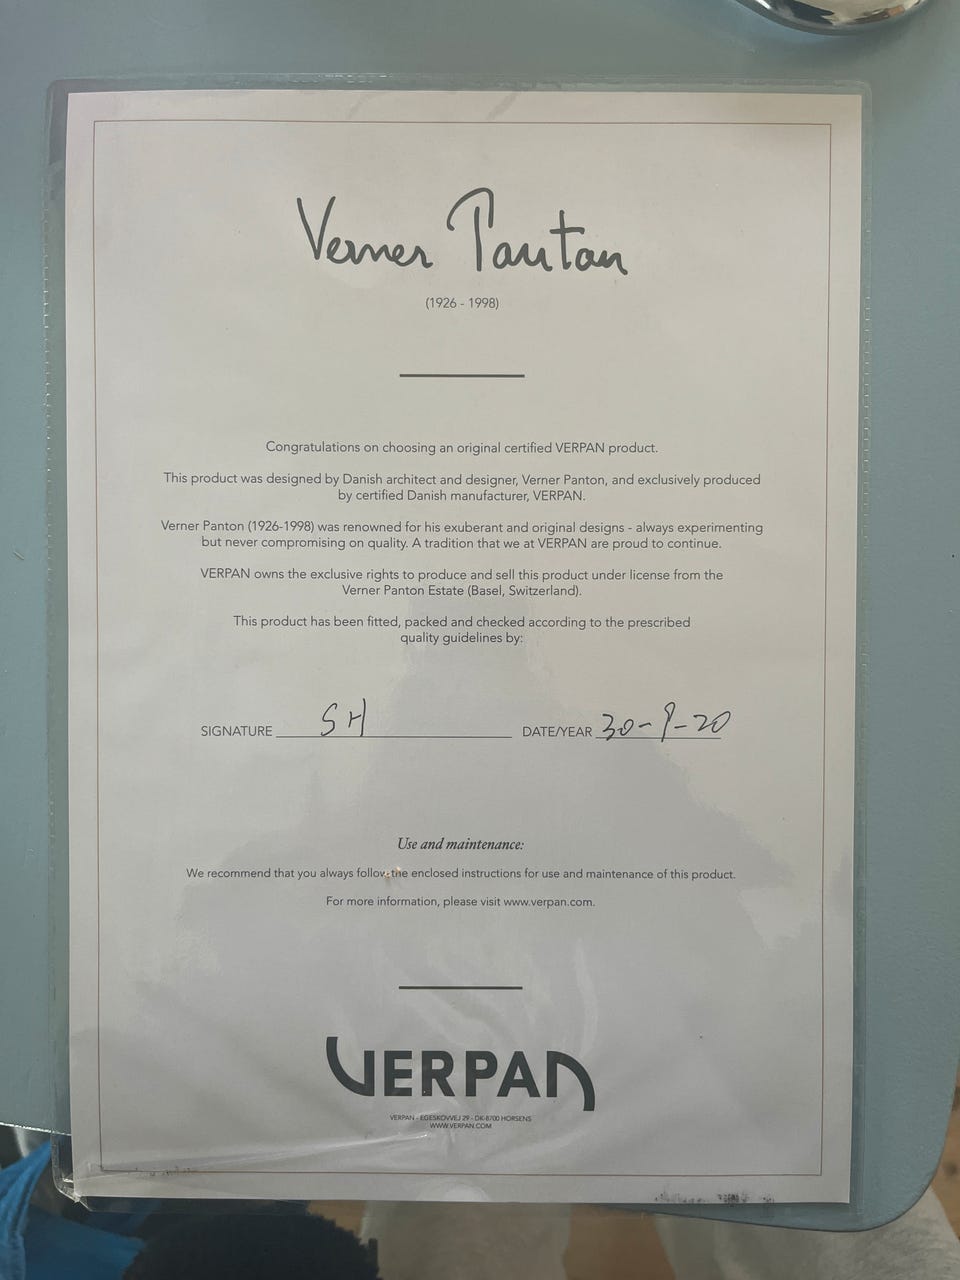 Verner Panton
(1926 - 1998)
Congratulations on choosing an original certified VERPAN product.
This product was designed by Danish architect and designer, Verner Panton, and exclusively produced
by certified Danish manufacturer, VERPAN.
Verner Panton (1926-1998) was renowned for his exuberant and original designs - always experimenting
but never compromising on quality. A tradition that we at VERPAN are proud to continue.
VERPAN owns the exclusive rights to produce and sell this product under license from the
Verner Panton Estate (Basel, Switzerland).
This product has been fitted, packed and checked according to the prescribed
quality guidelines by:
SIGNATURE SH DATE/YEAR 30-9-20
Use and maintenance:
We recommend that you always follow the enclosed instructions for use and maintenance of this product.
For more information, please visit www.verpan.com.
VERPAN
VERPAN - EGESKOVVEJ 29 - DK-8700 HORSENS
WWW.VERPAN.COM